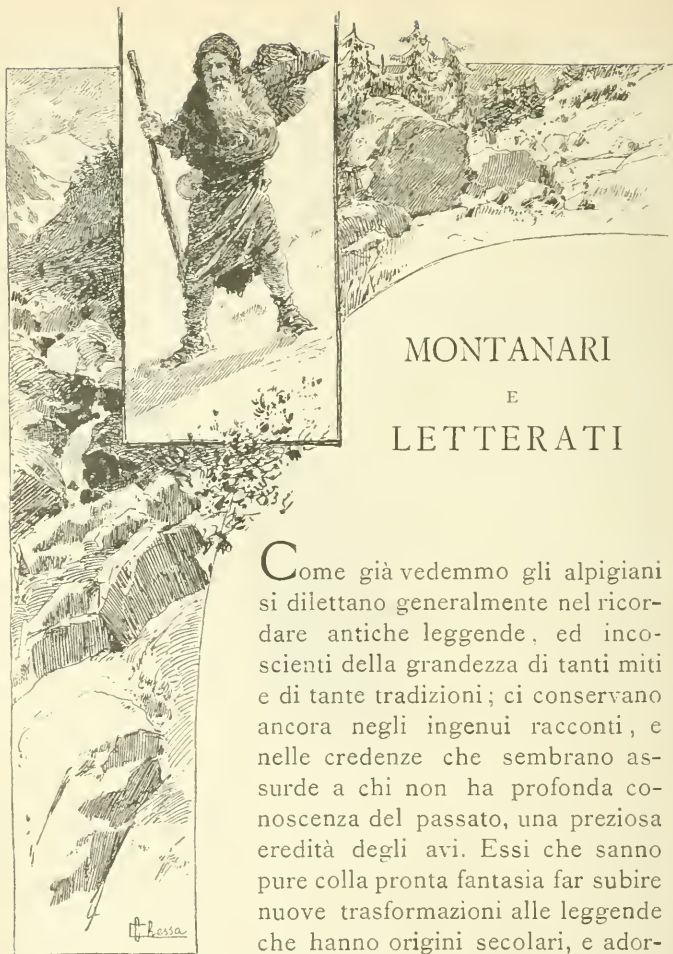 MONTANARI
E
LETTERATI
Come già vedemmo gli alpigiani
si dilettano generalmente nel ricor-
dare antiche leggende, ed inco-
scienti della grandezza di tanti miti
e di tante tradizioni; ci conservano
ancora negli ingenui racconti, e
nelle credenze che sembrano as-
surde a chi non ha profonda co-
noscenza del passato, una preziosa
eredità degli avi. Essi che sanno
pure colla pronta fantasia far subire
nuove trasformazioni alle leggende
che hanno origini secolari, e ador-